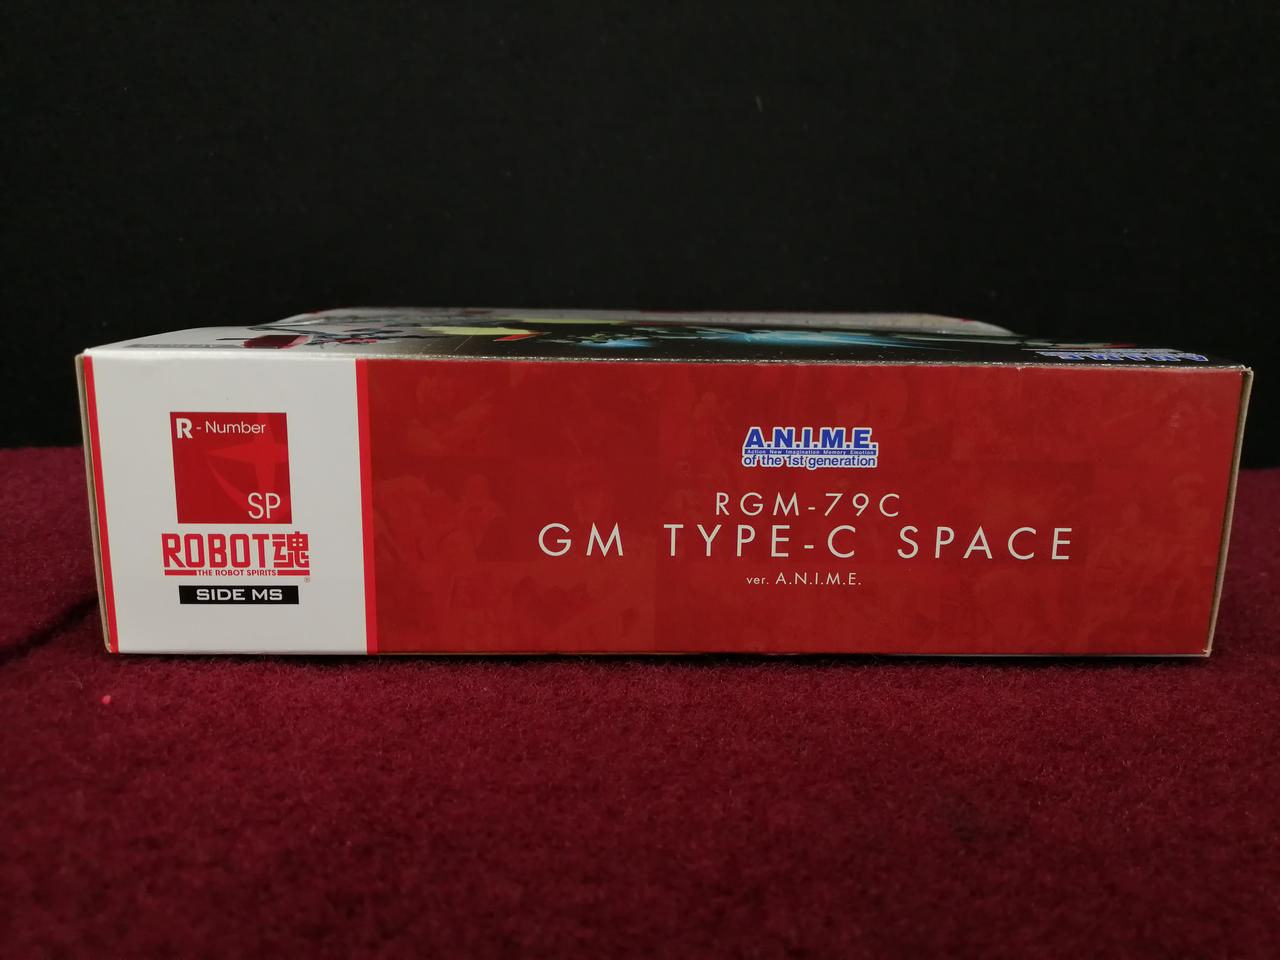 A.N.I.M.E.
R - Number
SP
ROBOT魂
THE ROBOT SPIRITS
®
SIDE MS
A.N.I.M.E.
Action New Imagination Memory Emotion
of the 1st generation
RGM-79C
GM TYPE-C SPACE
ver. A.N.I.M.E.